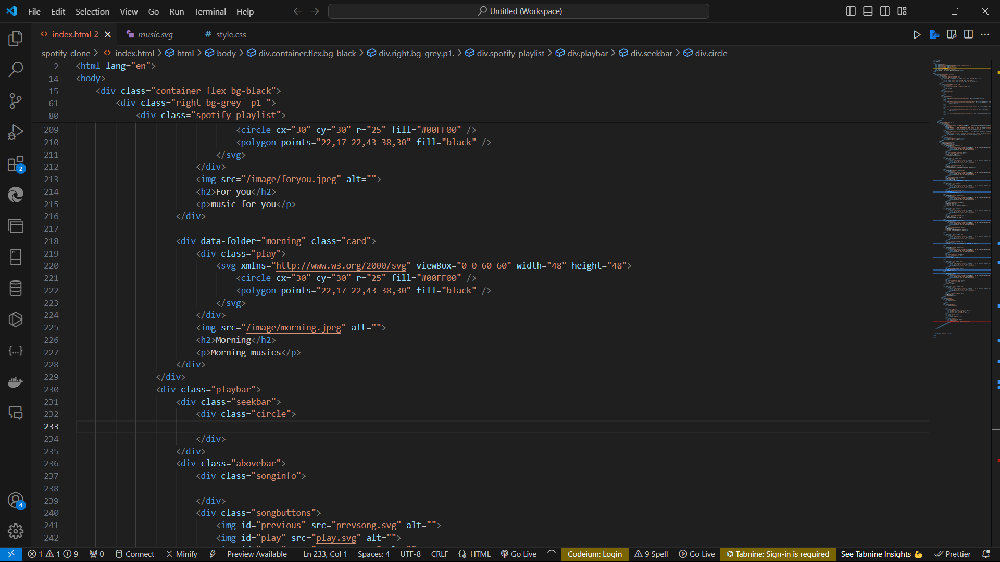 File Edit Selection View Go Run Terminal Help Untitled (Workspace)
index.html 2 music.svg # style.css
spotify_clone > index.html > html > body > div.container.flex.bg-black > div.right.bg-grey.p1. > div.spotify-playlist > div.playbar > div.seekbar > div.circle
2 <html lang="en">
14 <body>
15 <div class="container flex bg-black">
61 <div class="right bg-grey  p1 ">
80 <div class="spotify-playlist">
209 <circle cx="30" cy="30" r="25" fill="#00FF00" />
210 <polygon points="22,17 22,43 38,30" fill="black" />
211 </svg>
212 </div>
213 <img src="/image/foryou.jpeg" alt="">
214 <h2>For you</h2>
215 <p>music for you</p>
216 </div>
217
218 <div data-folder="morning" class="card">
219 <div class="play">
220 <svg xmlns="http://www.w3.org/2000/svg" viewBox="0 0 60 60" width="48" height="48">
221 <circle cx="30" cy="30" r="25" fill="#00FF00" />
222 <polygon points="22,17 22,43 38,30" fill="black" />
223 </svg>
224 </div>
225 <img src="/image/morning.jpeg" alt="">
226 <h2>Morning</h2>
227 <p>Morning musics</p>
228 </div>
229 </div>
230 <div class="playbar">
231 <div class="seekbar">
232 <div class="circle">
233
234 </div>
235 </div>
236 <div class="abovebar">
237 <div class="songinfo">
238
239 </div>
240 <div class="songbuttons">
241 <img id="previous" src="prevsong.svg" alt="">
242 <img id="play" src="play.svg" alt="">
2
4
1 1 9 0 Connect Minify Preview Available Ln 233, Col 1 Spaces: 4 UTF-8 CRLF HTML Go Live Codeium: Login 9 Spell Go Live Tabnine: Sign-in is required See Tabnine Insights 💪 Prettier